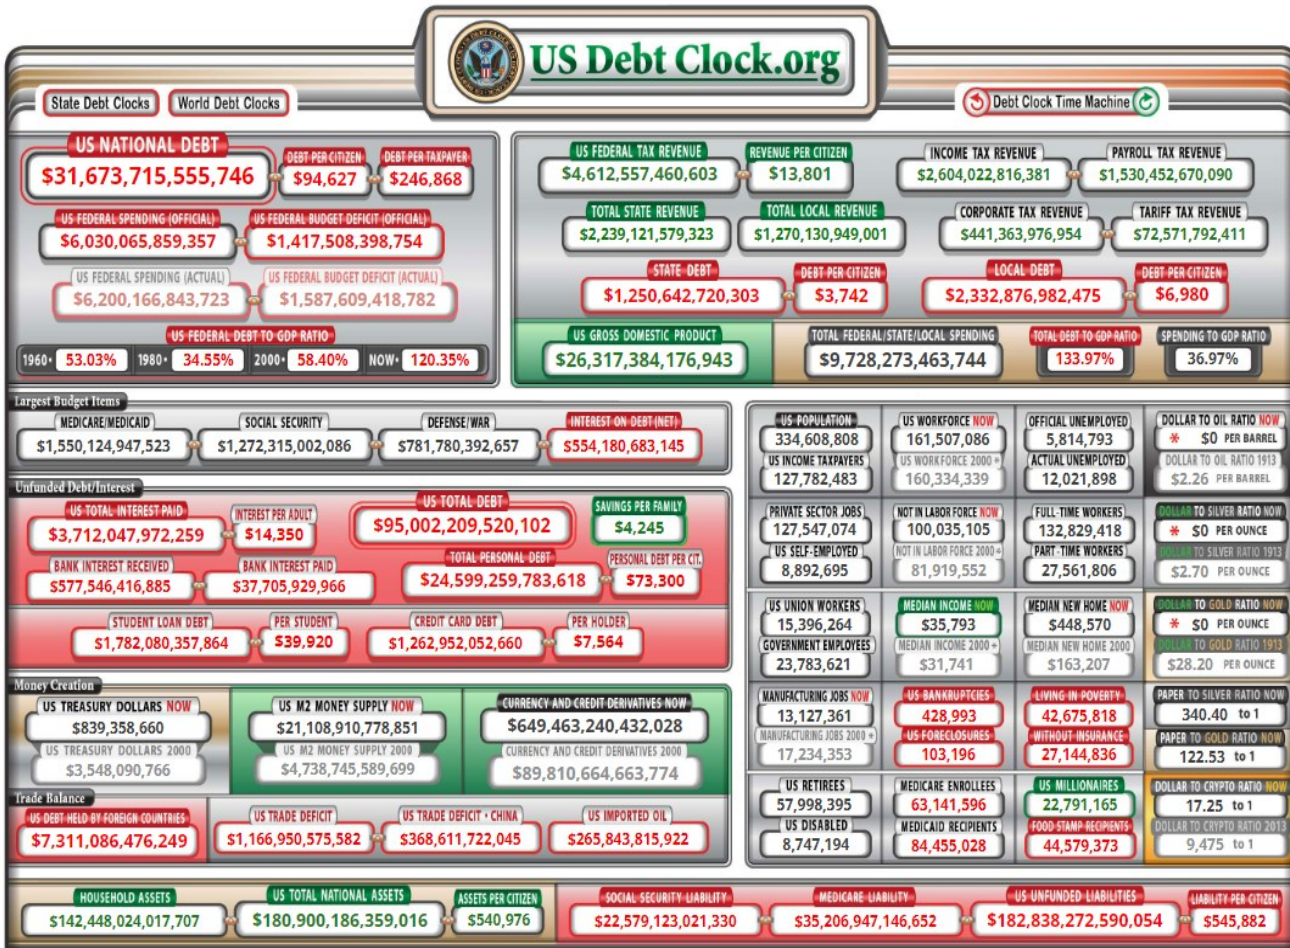 US Debt Clock.org
State Debt Clocks World Debt Clocks
Debt Clock Time Machine
US NATIONAL DEBT
$31,673,715,555,746
DEBT PER CITIZEN
$94,627
DEBT PER TAXPAYER
$246,868
US FEDERAL SPENDING (OFFICIAL)
$6,030,065,859,357
US FEDERAL BUDGET DEFICIT (OFFICIAL)
$1,417,508,398,754
US FEDERAL SPENDING (ACTUAL)
$6,200,166,843,723
US FEDERAL BUDGET DEFICIT (ACTUAL)
$1,587,609,418,782
US FEDERAL DEBT TO GDP RATIO
1960• 53.03% 1980• 34.55% 2000• 58.40% NOW• 120.35%
US FEDERAL TAX REVENUE
$4,612,557,460,603
REVENUE PER CITIZEN
$13,801
INCOME TAX REVENUE
$2,604,022,816,381
PAYROLL TAX REVENUE
$1,530,452,670,090
TOTAL STATE REVENUE
$2,239,121,579,323
TOTAL LOCAL REVENUE
$1,270,130,949,001
CORPORATE TAX REVENUE
$441,363,976,954
TARIFF TAX REVENUE
$72,571,792,411
STATE DEBT
$1,250,642,720,303
DEBT PER CITIZEN
$3,742
LOCAL DEBT
$2,332,876,982,475
DEBT PER CITIZEN
$6,980
US GROSS DOMESTIC PRODUCT
$26,317,384,176,943
TOTAL FEDERAL/STATE/LOCAL SPENDING
$9,728,273,463,744
TOTAL DEBT TO GDP RATIO
133.97%
SPENDING TO GDP RATIO
36.97%
Largest Budget Items
MEDICARE/MEDICAID
$1,550,124,947,523
SOCIAL SECURITY
$1,272,315,002,086
DEFENSE/WAR
$781,780,392,657
INTEREST ON DEBT (NET)
$554,180,683,145
Unfunded Debt/Interest
US TOTAL INTEREST PAID
$3,712,047,972,259
INTEREST PER ADULT
$14,350
US TOTAL DEBT
$95,002,209,520,102
SAVINGS PER FAMILY
$4,245
BANK INTEREST RECEIVED
$577,546,416,885
BANK INTEREST PAID
$37,705,929,966
TOTAL PERSONAL DEBT
$24,599,259,783,618
PERSONAL DEBT PER CIT.
$73,300
STUDENT LOAN DEBT
$1,782,080,357,864
PER STUDENT
$39,920
CREDIT CARD DEBT
$1,262,952,052,660
PER HOLDER
$7,564
Money Creation
US TREASURY DOLLARS NOW
$839,358,660
US TREASURY DOLLARS 2000
$3,548,090,766
US M2 MONEY SUPPLY NOW
$21,108,910,778,851
US M2 MONEY SUPPLY 2000
$4,738,745,589,699
CURRENCY AND CREDIT DERIVATIVES NOW
$649,463,240,432,028
CURRENCY AND CREDIT DERIVATIVES 2000
$89,810,664,663,774
Trade Balance
US DEBT HELD BY FOREIGN COUNTRIES
$7,311,086,476,249
US TRADE DEFICIT
$1,166,950,575,582
US TRADE DEFICIT • CHINA
$368,611,722,045
US IMPORTED OIL
$265,843,815,922
US POPULATION
334,608,808
US WORKFORCE NOW
161,507,086
OFFICIAL UNEMPLOYED
5,814,793
DOLLAR TO OIL RATIO NOW
* $0 PER BARREL
US INCOME TAXPAYERS
127,782,483
US WORKFORCE 2000 *
160,334,339
ACTUAL UNEMPLOYED
12,021,898
DOLLAR TO OIL RATIO 1913
$2.26 PER BARREL
PRIVATE SECTOR JOBS
127,547,074
NOT IN LABOR FORCE NOW
100,035,105
FULL-TIME WORKERS
132,829,418
DOLLAR TO SILVER RATIO NOW
* $0 PER OUNCE
US SELF-EMPLOYED
8,892,695
NOT IN LABOR FORCE 2000 *
81,919,552
PART-TIME WORKERS
27,561,806
DOLLAR TO SILVER RATIO 1913
$2.70 PER OUNCE
US UNION WORKERS
15,396,264
MEDIAN INCOME NOW
$35,793
MEDIAN NEW HOME NOW
$448,570
DOLLAR TO GOLD RATIO NOW
* $0 PER OUNCE
GOVERNMENT EMPLOYEES
23,783,621
MEDIAN INCOME 2000 *
$31,741
MEDIAN NEW HOME 2000
$163,207
DOLLAR TO GOLD RATIO 1913
$28.20 PER OUNCE
MANUFACTURING JOBS NOW
13,127,361
US BANKRUPTCIES
428,993
LIVING IN POVERTY
42,675,818
PAPER TO SILVER RATIO NOW
340.40 to 1
MANUFACTURING JOBS 2000 *
17,234,353
US FORECLOSURES
103,196
WITHOUT INSURANCE
27,144,836
PAPER TO GOLD RATIO NOW
122.53 to 1
US RETIREES
57,998,395
MEDICARE ENROLLEES
63,141,596
US MILLIONAIRES
22,791,165
DOLLAR TO CRYPTO RATIO NOW
17.25 to 1
US DISABLED
8,747,194
MEDICAID RECIPIENTS
84,455,028
FOOD STAMP RECIPIENTS
44,579,373
DOLLAR TO CRYPTO RATIO 2013
9,475 to 1
HOUSEHOLD ASSETS
$142,448,024,017,707
US TOTAL NATIONAL ASSETS
$180,900,186,359,016
ASSETS PER CITIZEN
$540,976
SOCIAL SECURITY LIABILITY
$22,579,123,021,330
MEDICARE LIABILITY
$35,206,947,146,652
US UNFUNDED LIABILITIES
$182,838,272,590,054
LIABILITY PER CITIZEN
$545,882